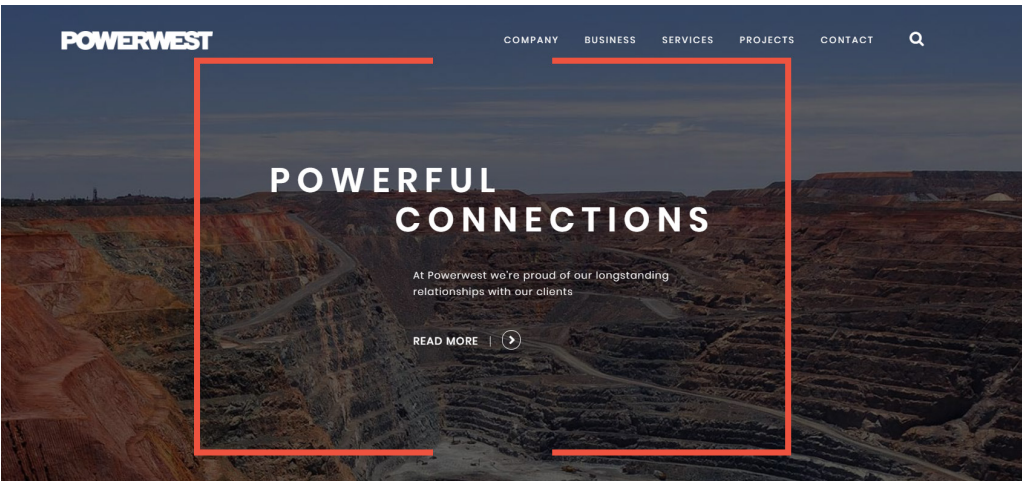 POWERWEST
COMPANY BUSINESS SERVICES PROJECTS CONTACT
POWERFUL
CONNECTIONS
At Powerwest we're proud of our longstanding
relationships with our clients
READ MORE |